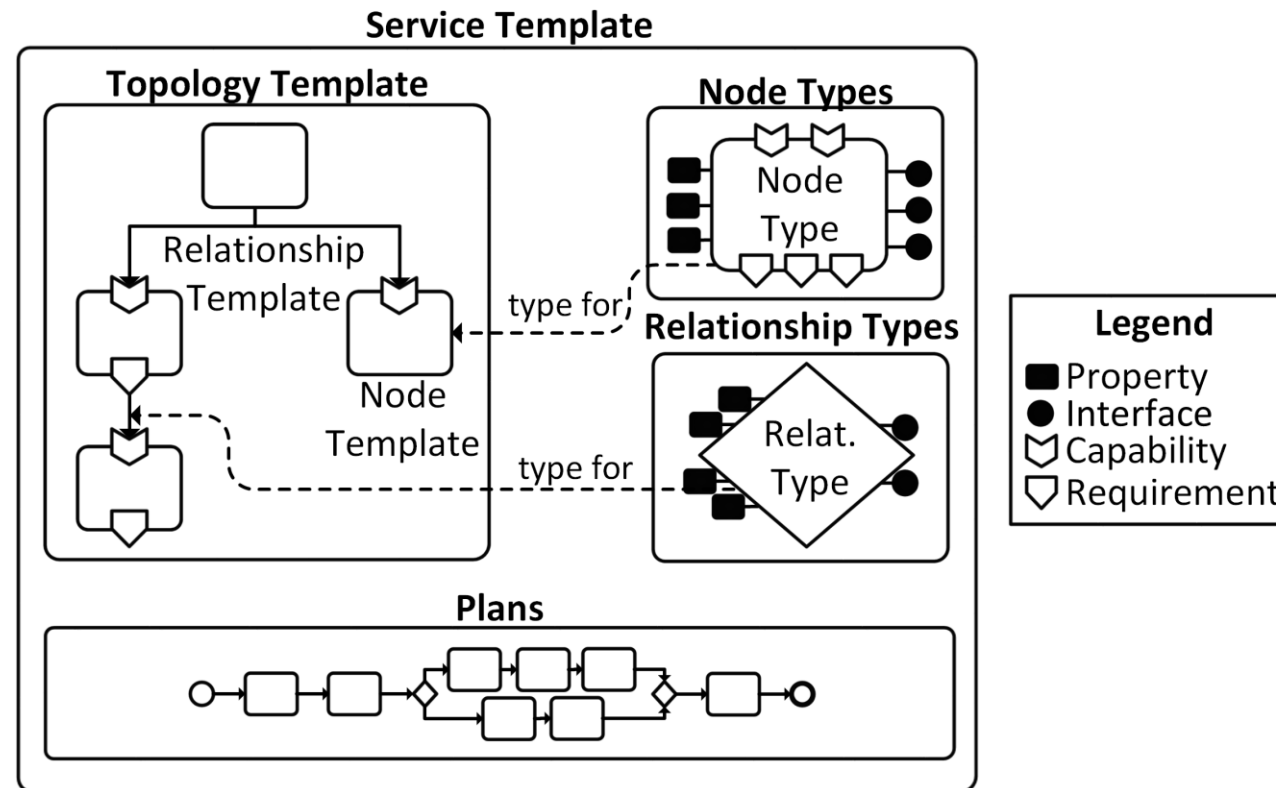 Service Template
Topology Template
Relationship
Template
Node
Template
type for
type for
Node Types
Node
Type
Relationship Types
Relat.
Type
Plans
Legend
Property
Interface
Capability
Requirement